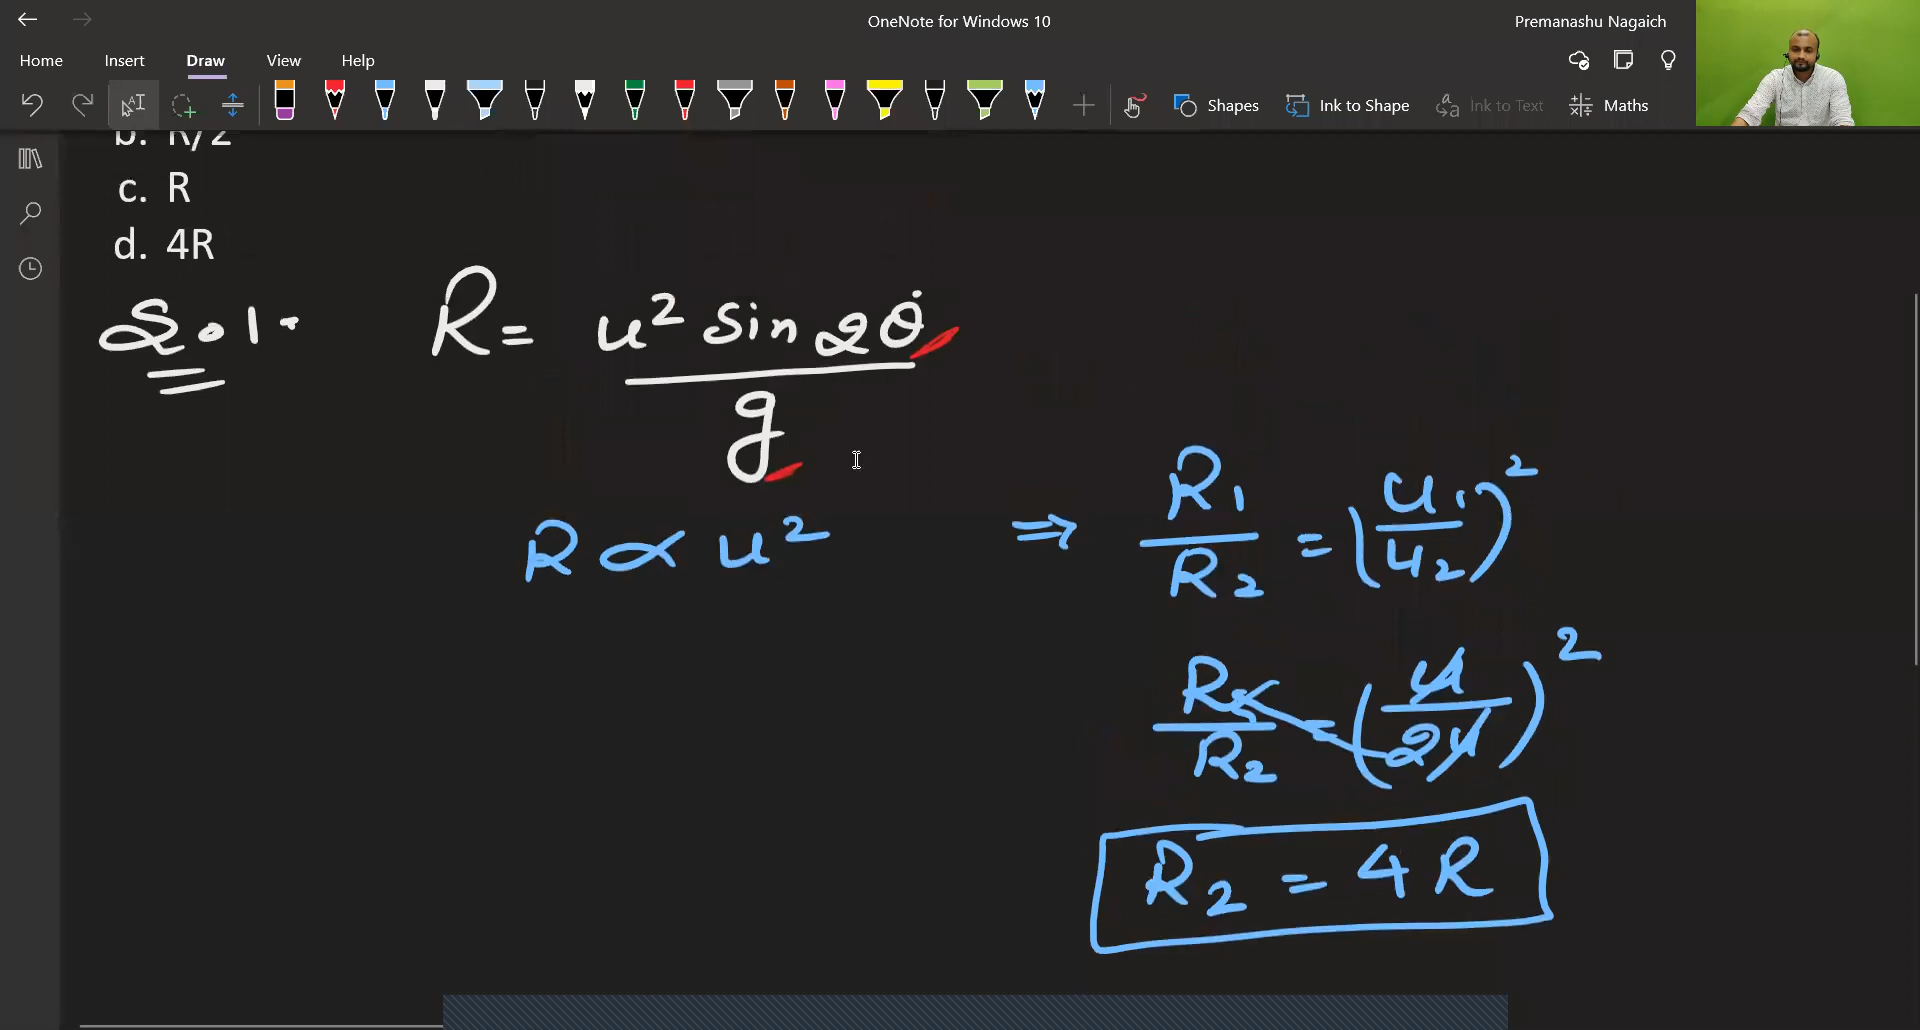 OneNote for Windows 10
Premanashu Nagaich
Home Insert Draw View Help
Shapes Ink to Shape Ink to Text Maths
b. R/2
c. R
d. 4R
Sol.
R = u² sin 2θ / g
R ∝ u² ⇒ R₁/R₂ = (u₁/u₂)²
R/R₂ = (u/2u)²
R₂ = 4R